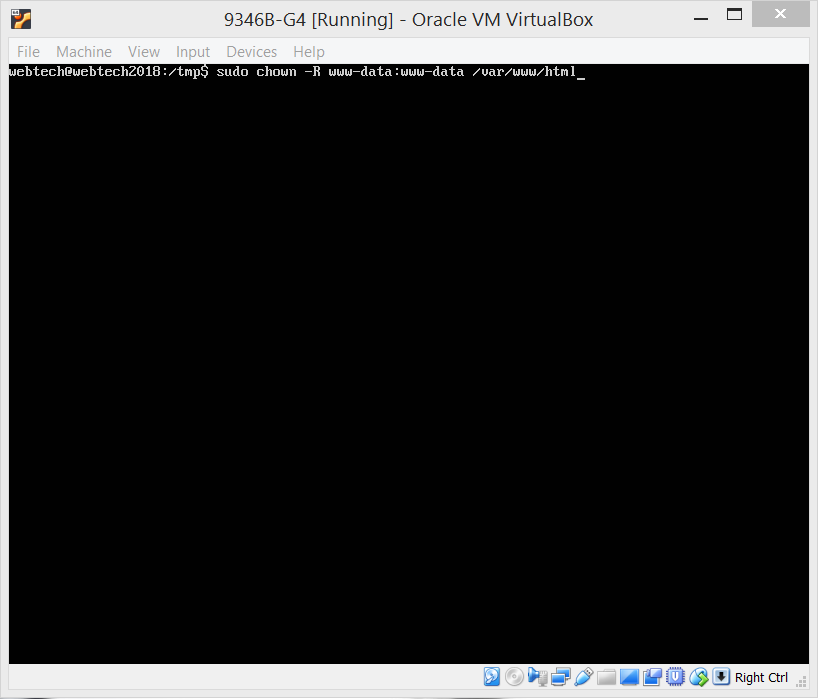 9346B-G4 [Running] - Oracle VM VirtualBox
File Machine View Input Devices Help
webtech@webtech2018:/tmp$ sudo chown -R www-data:www-data /var/www/html_
Right Ctrl